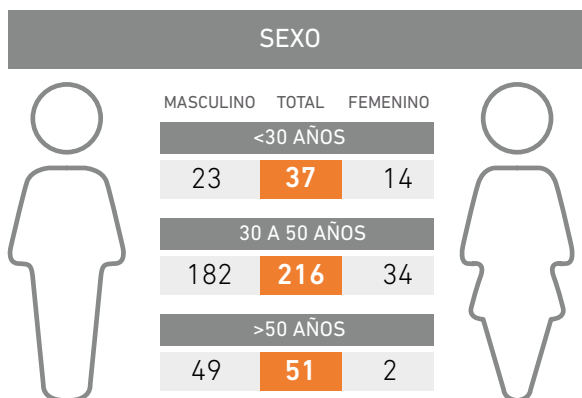 SEXO
MASCULINO TOTAL FEMENINO
<30 AÑOS
23 37 14
30 A 50 AÑOS
182 216 34
>50 AÑOS
49 51 2